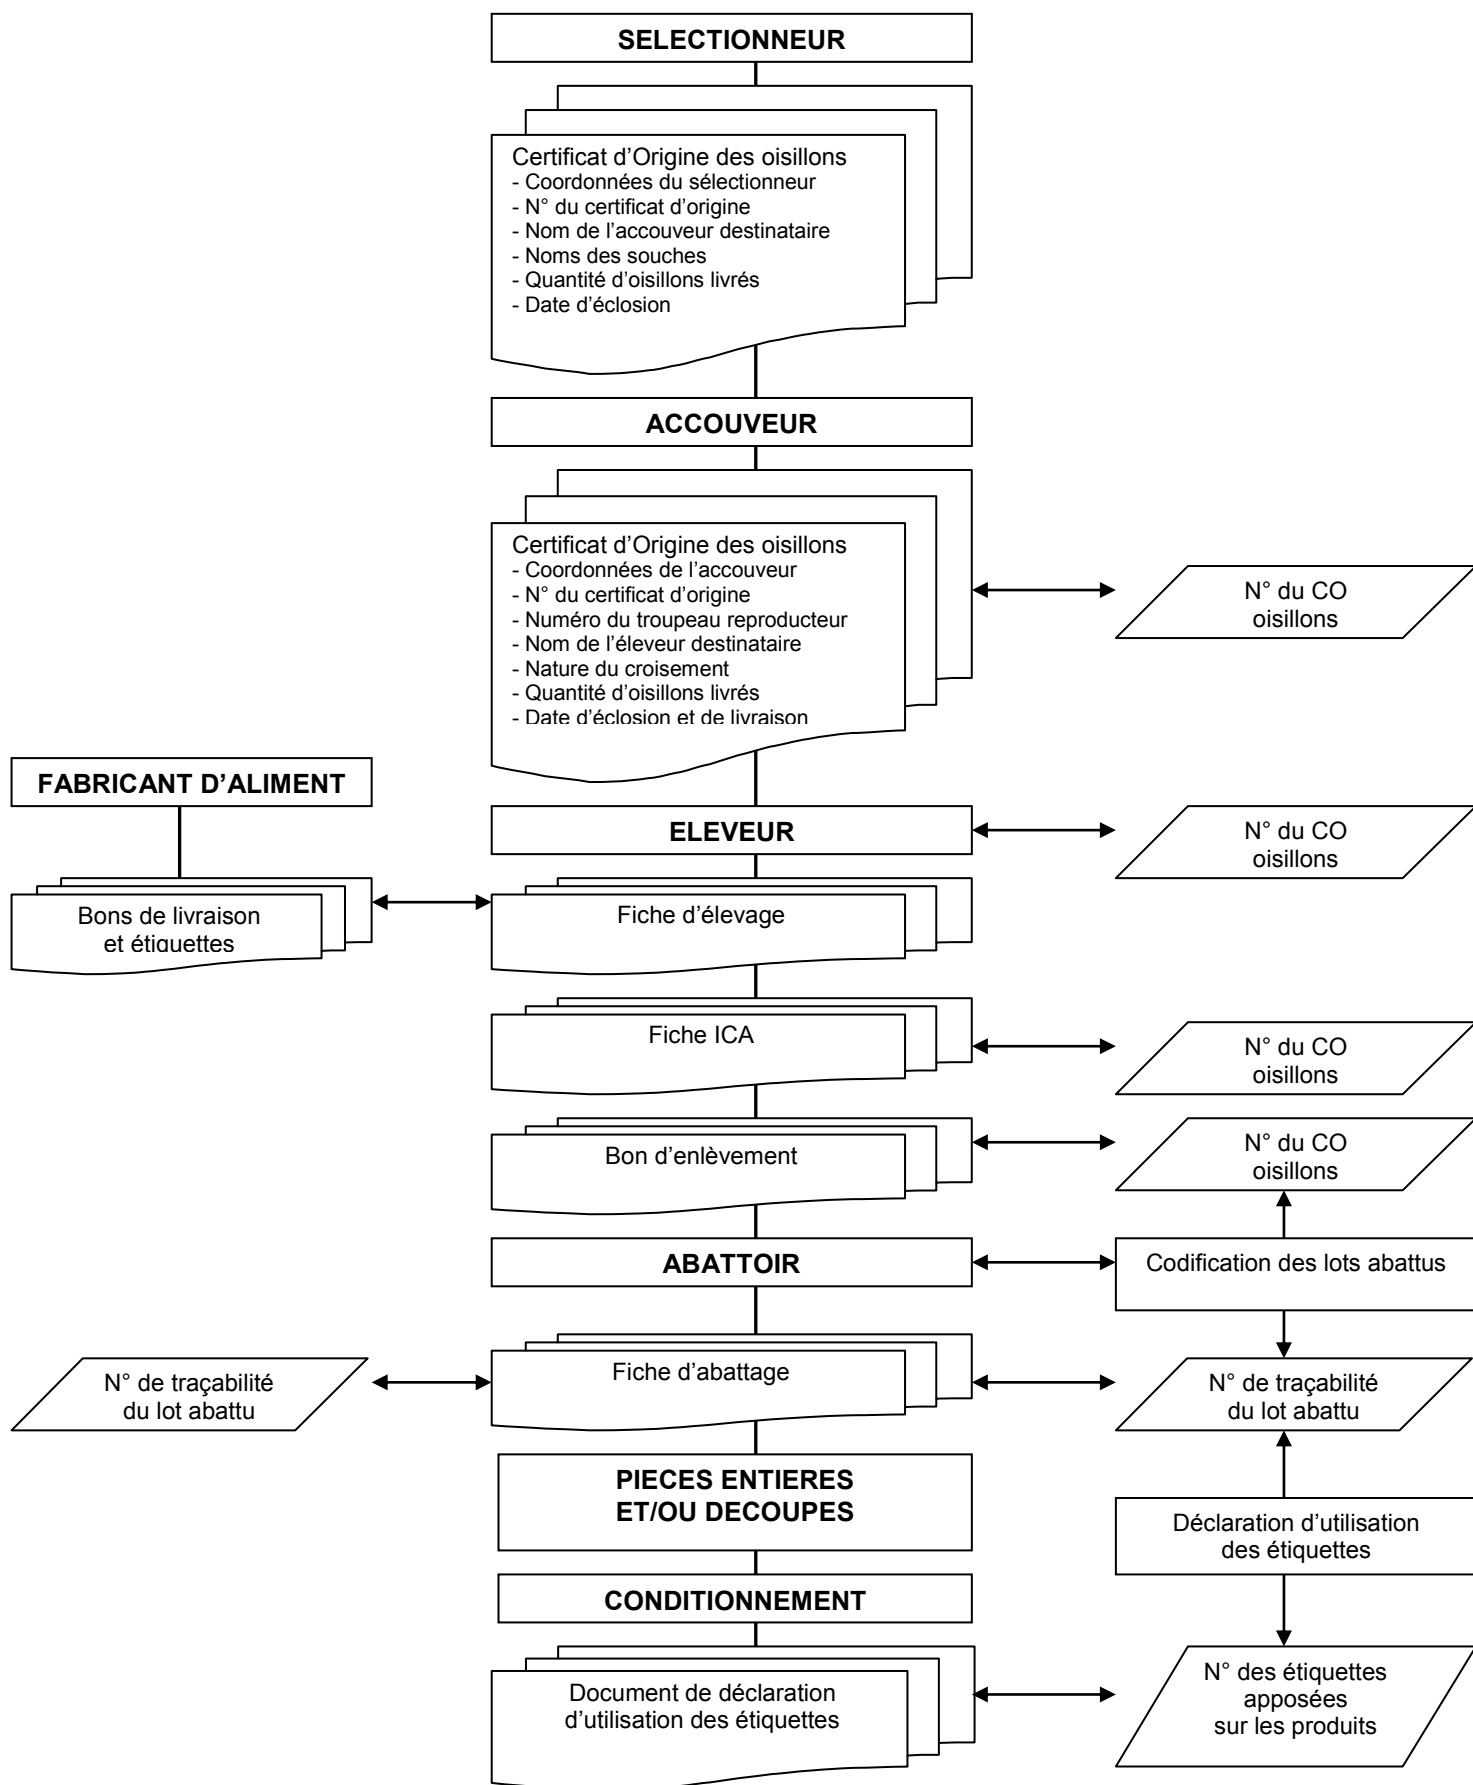 SELECTIONNEUR
Certificat d’Origine des oisillons
- Coordonnées du sélectionneur
- N° du certificat d’origine
- Nom de l’accouveur destinataire
- Noms des souches
- Quantité d’oisillons livrés
- Date d’éclosion
ACCOUVEUR
Certificat d’Origine des oisillons
- Coordonnées de l’accouveur
- N° du certificat d’origine
- Numéro du troupeau reproducteur
- Nom de l’éleveur destinataire
- Nature du croisement
- Quantité d’oisillons livrés
- Date d’éclosion et de livraison
N° du CO
oisillons
FABRICANT D’ALIMENT
ELEVEUR
N° du CO
oisillons
Bons de livraison
et étiquettes
Fiche d’élevage
Fiche ICA
N° du CO
oisillons
Bon d’enlèvement
N° du CO
oisillons
ABATTOIR
Codification des lots abattus
N° de traçabilité
du lot abattu
Fiche d’abattage
N° de traçabilité
du lot abattu
PIECES ENTIERES
ET/OU DECOUPES
Déclaration d’utilisation
des étiquettes
CONDITIONNEMENT
Document de déclaration
d’utilisation des étiquettes
N° des étiquettes
apposées
sur les produits